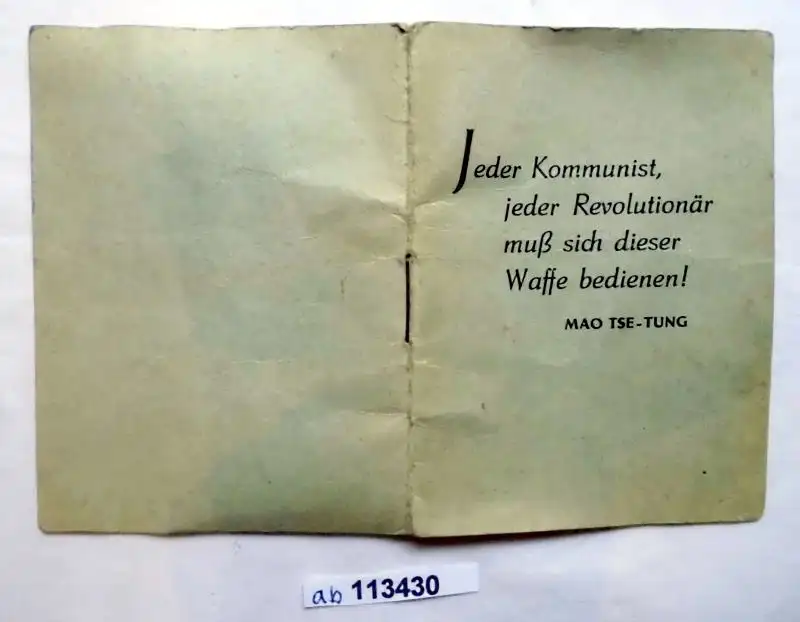 Jeder Kommunist,
jeder Revolutionär
muß sich dieser
Waffe bedienen!
MAO TSE-TUNG
ab 113430